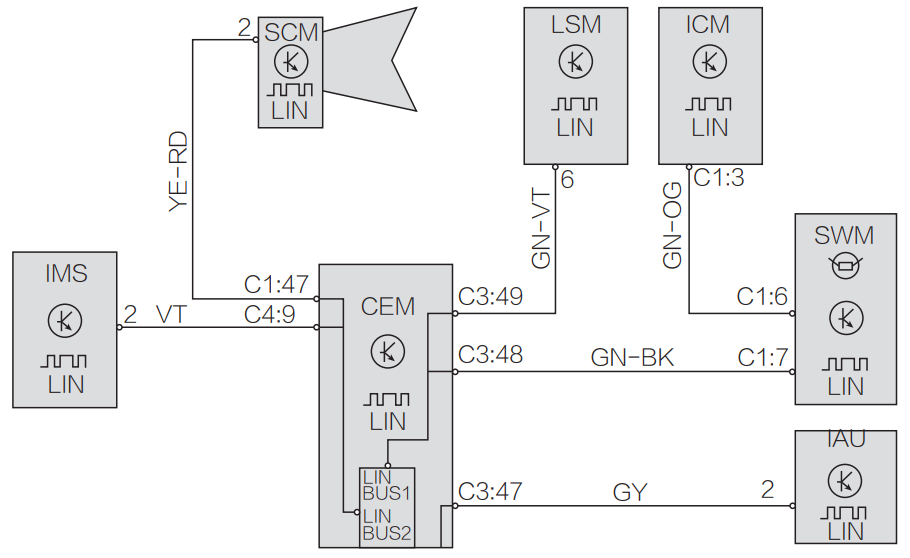 2
SCM
LIN
YE-RD
LSM
LIN
6
GN-VT
ICM
LIN
C1:3
GN-OG
SWM
LIN
C1:6
C1:7
IMS
LIN
2
VT
C1:47
C4:9
CEM
LIN
C3:49
C3:48
GN-BK
LIN
BUS1
LIN
BUS2
C3:47
GY
2
IAU
LIN